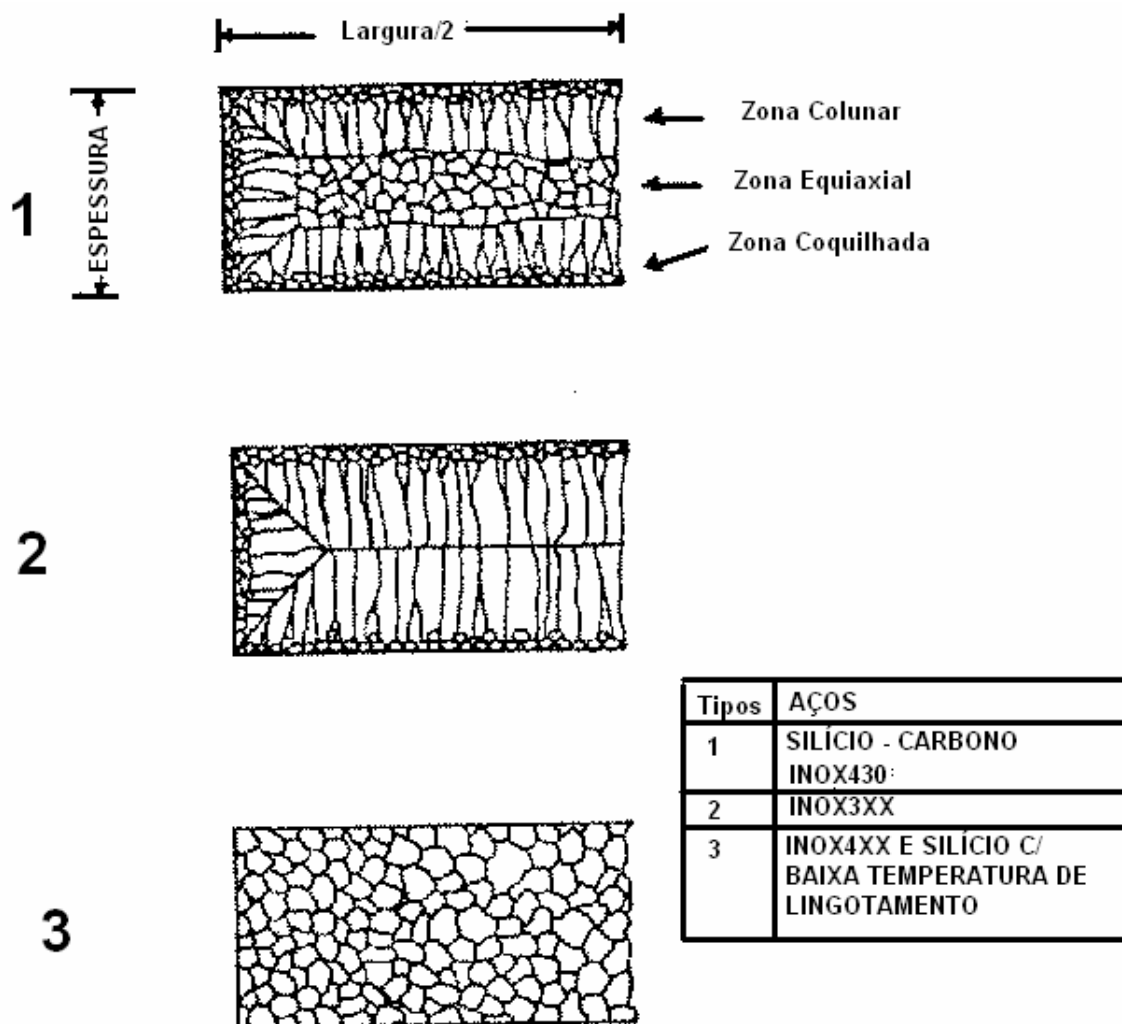 Largura/2
1
ESPESSURA
Zona Colunar
Zona Equiaxial
Zona Coquilhada
2
3
Tipos AÇOS
1 SILÍCIO - CARBONO
INOX430
2 INOX3XX
3 INOX4XX E SILÍCIO C/
BAIXA TEMPERATURA DE
LINGOTAMENTO